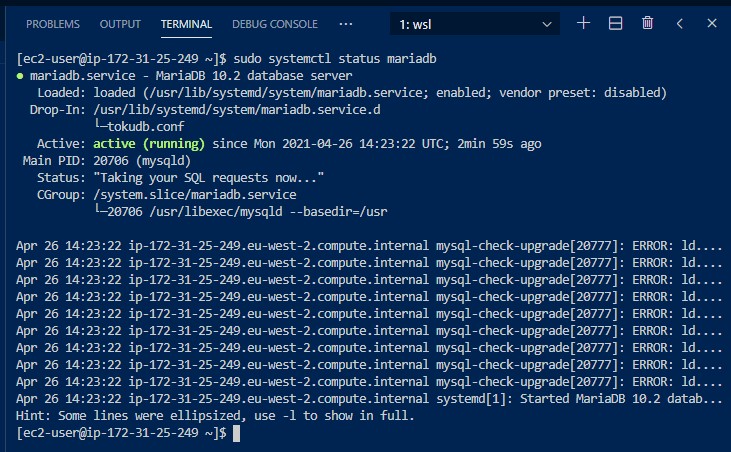 PROBLEMS OUTPUT TERMINAL DEBUG CONSOLE ··· 1: wsl
[ec2-user@ip-172-31-25-249 ~]$ sudo systemctl status mariadb
● mariadb.service - MariaDB 10.2 database server
   Loaded: loaded (/usr/lib/systemd/system/mariadb.service; enabled; vendor preset: disabled)
  Drop-In: /usr/lib/systemd/system/mariadb.service.d
           └─tokudb.conf
   Active: active (running) since Mon 2021-04-26 14:23:22 UTC; 2min 59s ago
 Main PID: 20706 (mysqld)
   Status: "Taking your SQL requests now..."
   CGroup: /system.slice/mariadb.service
           └─20706 /usr/libexec/mysqld --basedir=/usr
Apr 26 14:23:22 ip-172-31-25-249.eu-west-2.compute.internal mysql-check-upgrade[20777]: ERROR: ld....
Apr 26 14:23:22 ip-172-31-25-249.eu-west-2.compute.internal mysql-check-upgrade[20777]: ERROR: ld....
Apr 26 14:23:22 ip-172-31-25-249.eu-west-2.compute.internal mysql-check-upgrade[20777]: ERROR: ld....
Apr 26 14:23:22 ip-172-31-25-249.eu-west-2.compute.internal mysql-check-upgrade[20777]: ERROR: ld....
Apr 26 14:23:22 ip-172-31-25-249.eu-west-2.compute.internal mysql-check-upgrade[20777]: ERROR: ld....
Apr 26 14:23:22 ip-172-31-25-249.eu-west-2.compute.internal mysql-check-upgrade[20777]: ERROR: ld....
Apr 26 14:23:22 ip-172-31-25-249.eu-west-2.compute.internal mysql-check-upgrade[20777]: ERROR: ld....
Apr 26 14:23:22 ip-172-31-25-249.eu-west-2.compute.internal mysql-check-upgrade[20777]: ERROR: ld....
Apr 26 14:23:22 ip-172-31-25-249.eu-west-2.compute.internal mysql-check-upgrade[20777]: ERROR: ld....
Apr 26 14:23:22 ip-172-31-25-249.eu-west-2.compute.internal systemd[1]: Started MariaDB 10.2 datab...
Hint: Some lines were ellipsized, use -l to show in full.
[ec2-user@ip-172-31-25-249 ~]$